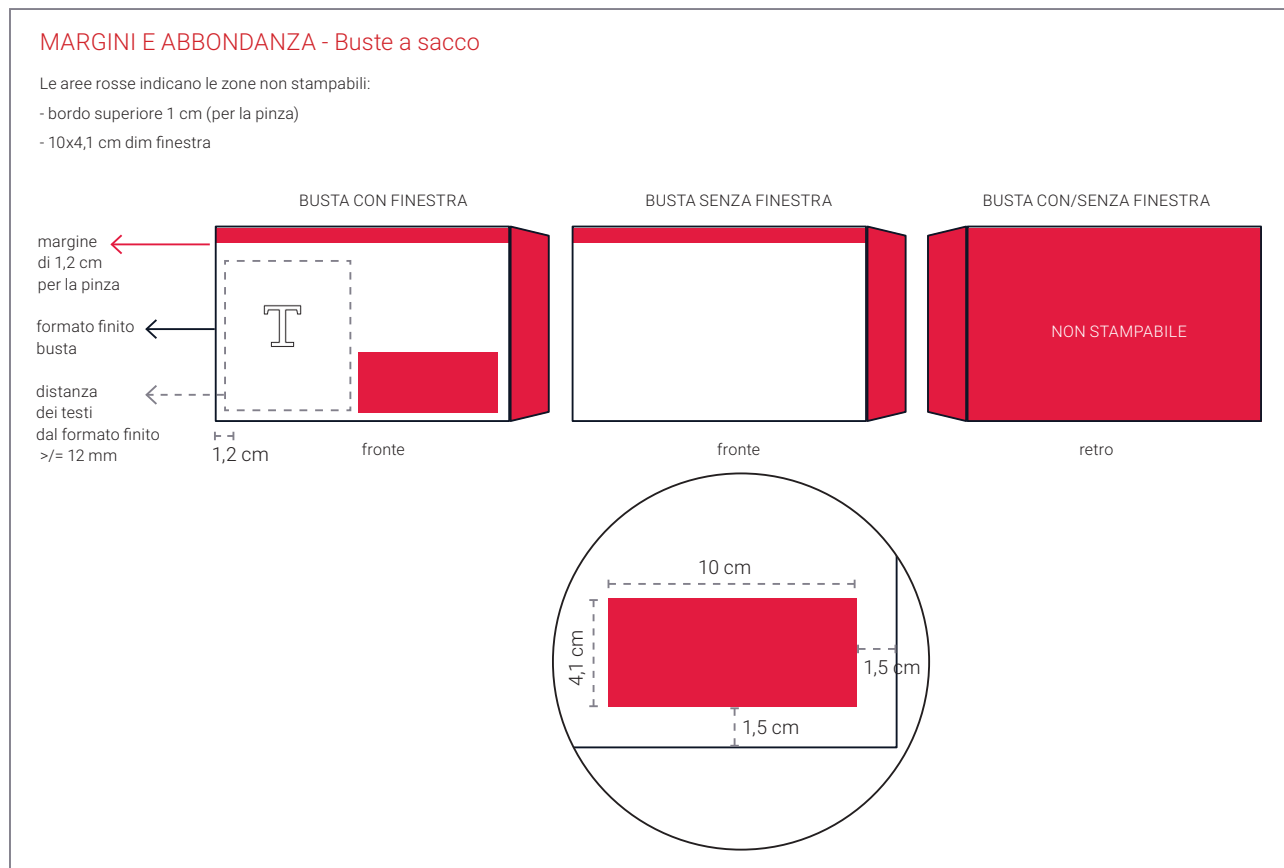 MARGINI E ABBONDANZA - Buste a sacco
Le aree rosse indicano le zone non stampabili:
- bordo superiore 1 cm (per la pinza)
- 10x4,1 cm dim finestra
BUSTA CON FINESTRA
BUSTA SENZA FINESTRA
BUSTA CON/SENZA FINESTRA
margine
di 1,2 cm
per la pinza
formato finito
busta
distanza
dei testi
dal formato finito
>/= 12 mm
T
NON STAMPABILE
1,2 cm
fronte
fronte
retro
10 cm
4,1 cm
1,5 cm
1,5 cm